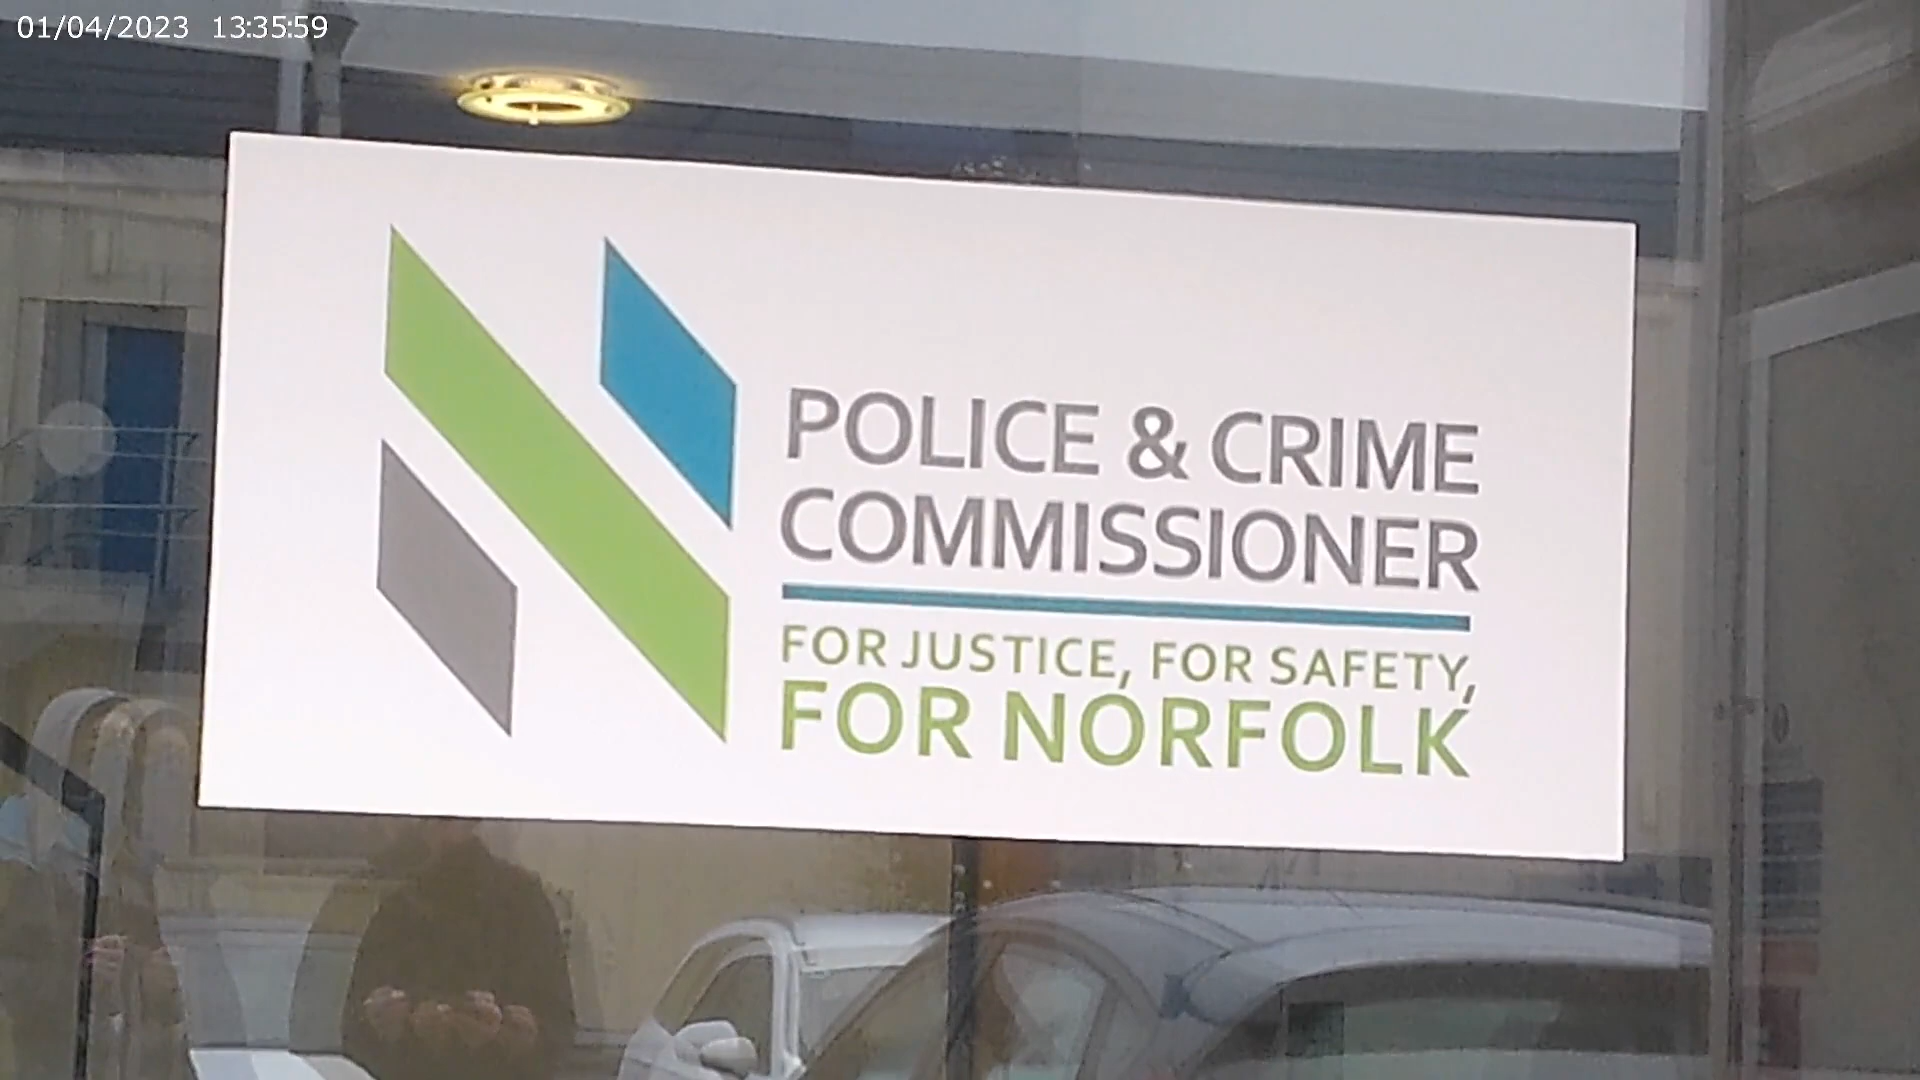 01/04/2023 13:35:59
POLICE & CRIME
COMMISSIONER
FOR JUSTICE, FOR SAFETY,
FOR NORFOLK